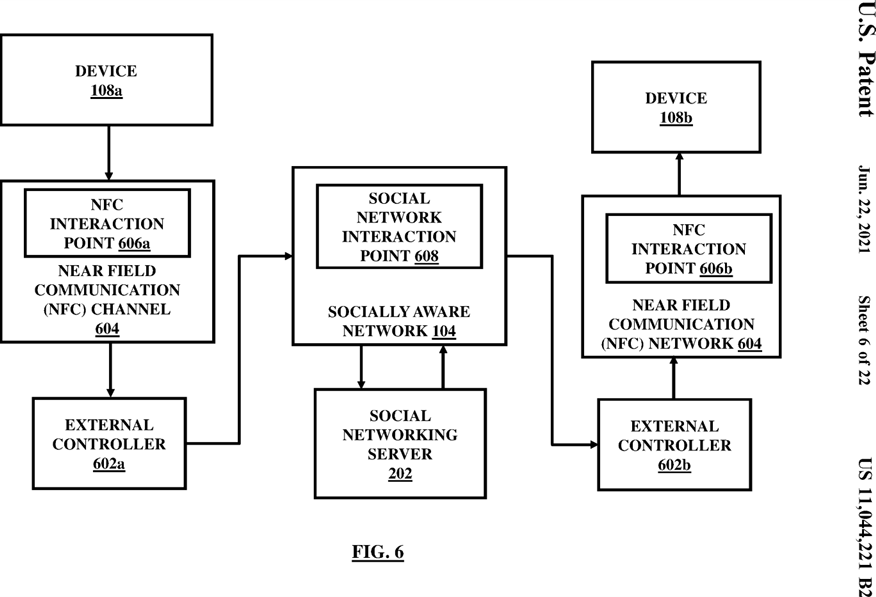 DEVICE
108a
NFC
INTERACTION
POINT 606a
NEAR FIELD
COMMUNICATION
(NFC) CHANNEL
604
EXTERNAL
CONTROLLER
602a
SOCIAL
NETWORK
INTERACTION
POINT 608
SOCIALLY AWARE
NETWORK 104
SOCIAL
NETWORKING
SERVER
202
DEVICE
108b
NFC
INTERACTION
POINT 606b
NEAR FIELD
COMMUNICATION
(NFC) NETWORK 604
EXTERNAL
CONTROLLER
602b
FIG. 6
U.S. Patent
Jun. 22, 2021
Sheet 6 of 22
US 11,044,221 B2